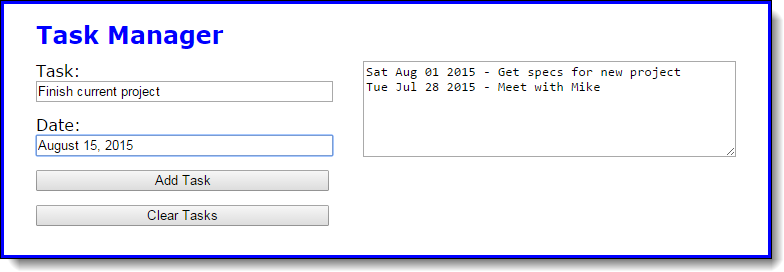 Task Manager
Task:
Finish current project
Date:
August 15, 2015
Add Task
Clear Tasks
Sat Aug 01 2015 - Get specs for new project
Tue Jul 28 2015 - Meet with Mike